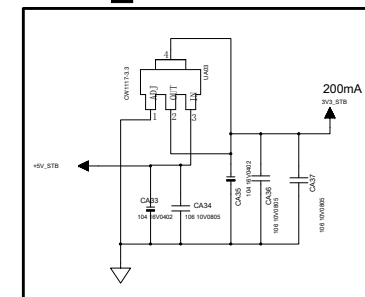 4
CW1117-3.3
ADJ
OUT
IN
UA03
1
2
3
200mA
3V3_STB
+5V_STB
CA33
104 16V0402
CA34
106 10V0805
CA35
104 16V0402
CA36
106 10V0805
CA37
106 10V0805